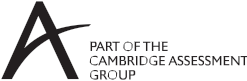 PART OF THE
CAMBRIDGE ASSESSMENT
GROUP